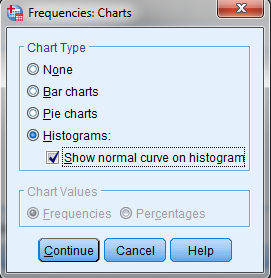 Frequencies: Charts
Chart Type
None
Bar charts
Pie charts
Histograms:
Show normal curve on histogram
Chart Values
Frequencies Percentages
Continue Cancel Help